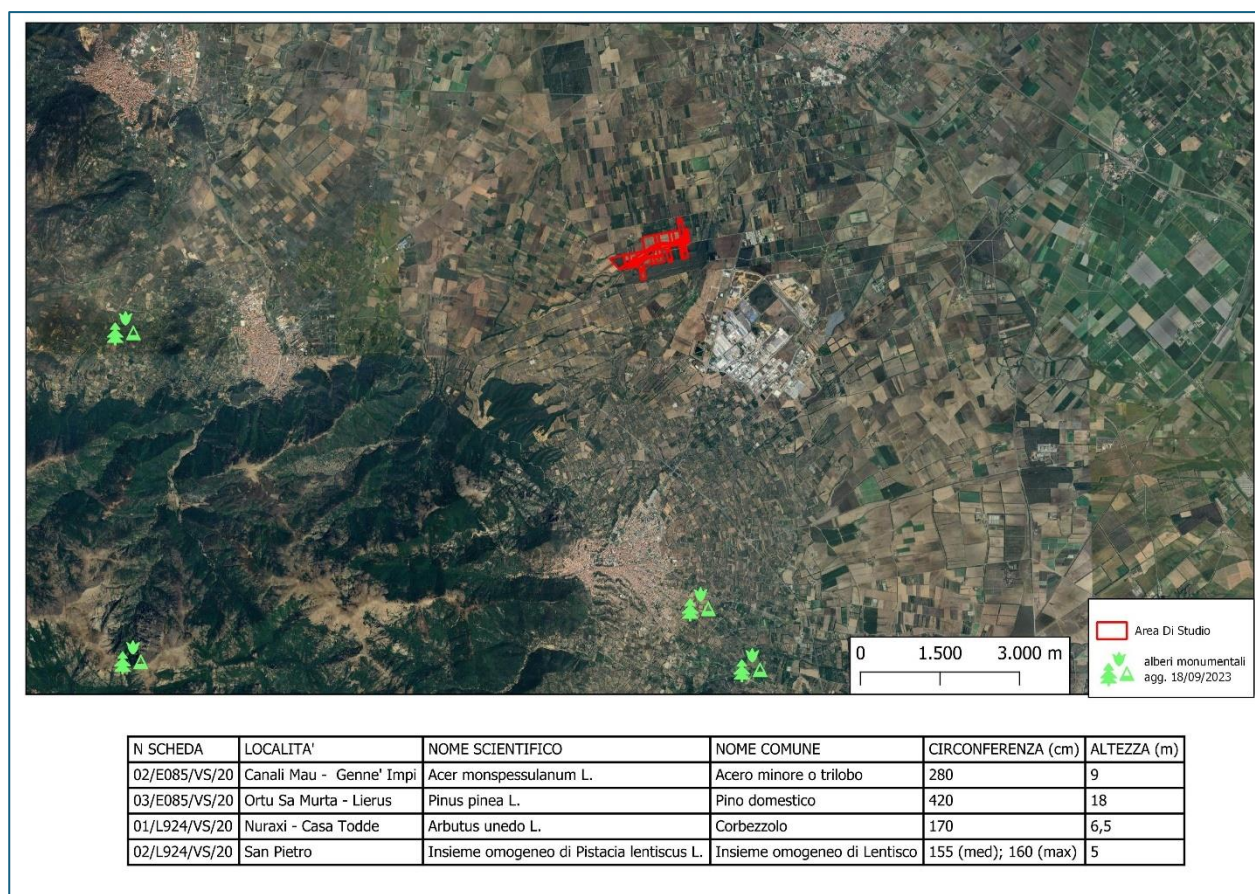 Area Di Studio
0 1.500 3.000 m
alberi monumentali
agg. 18/09/2023
N SCHEDA LOCALITA' NOME SCIENTIFICO NOME COMUNE CIRCONFERENZA (cm) ALTEZZA (m)
02/E085/VS/20 Canali Mau - Genne' Impi Acer monspessulanum L. Acero minore o trilobo 280 9
03/E085/VS/20 Ortu Sa Murta - Lierus Pinus pinea L. Pino domestico 420 18
01/L924/VS/20 Nuraxi - Casa Todde Arbutus unedo L. Corbezzolo 170 6,5
02/L924/VS/20 San Pietro Insieme omogeneo di Pistacia lentiscus L. Insieme omogeneo di Lentisco 155 (med); 160 (max) 5